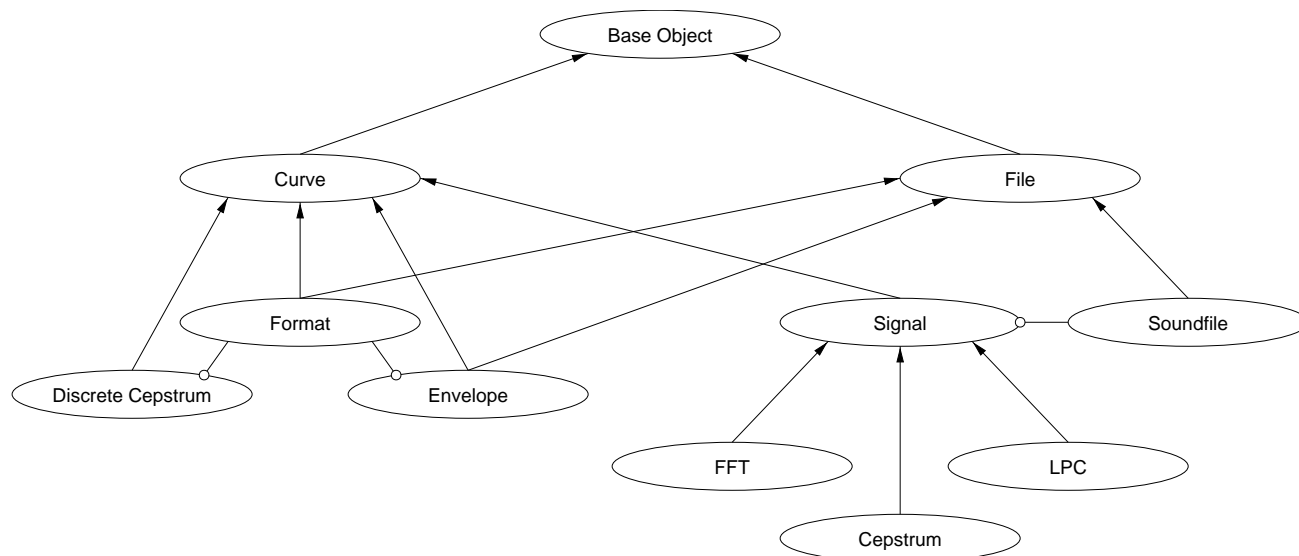 Base Object
Curve
File
Format
Signal
Soundfile
Discrete Cepstrum
Envelope
FFT
LPC
Cepstrum